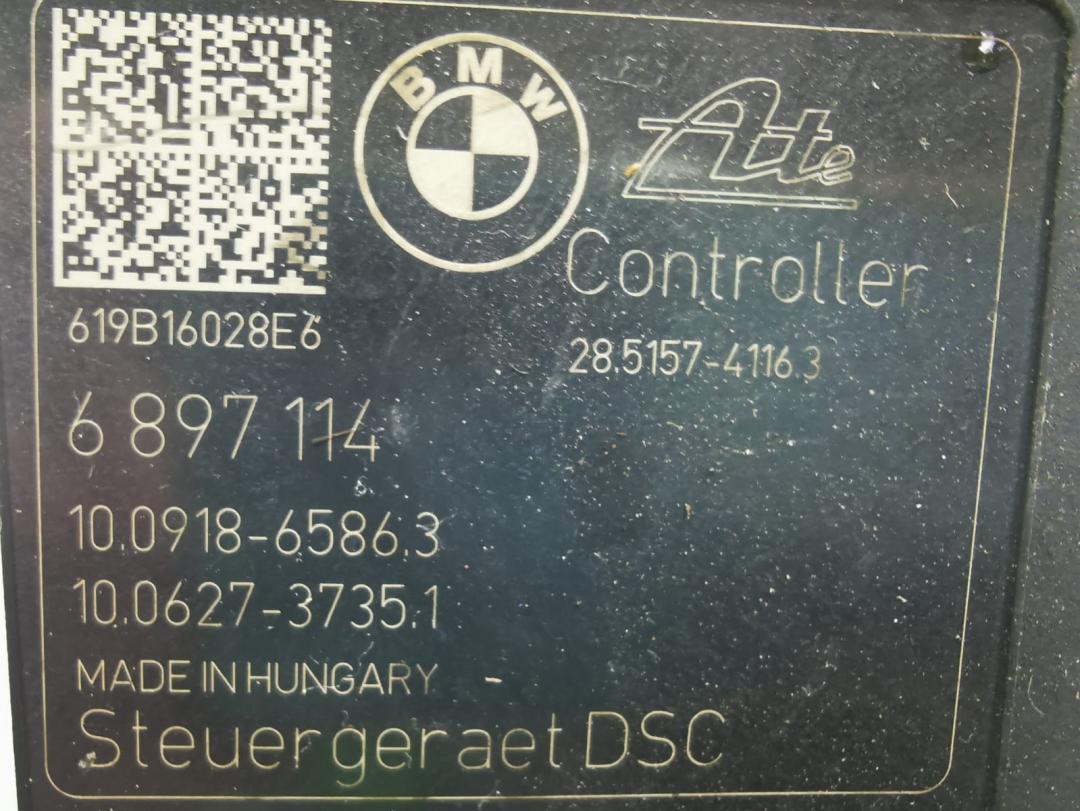 BMW
Ate
Controller
619B16028E6
28.5157-4116.3
6 897 114
10.0918-6586.3
10.0627-3735.1
MADE IN HUNGARY -
Steuergeraet DSC